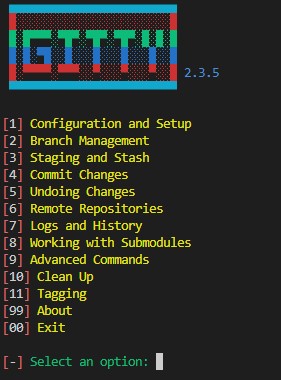 GITTY
2.3.5
[1] Configuration and Setup
[2] Branch Management
[3] Staging and Stash
[4] Commit Changes
[5] Undoing Changes
[6] Remote Repositories
[7] Logs and History
[8] Working with Submodules
[9] Advanced Commands
[10] Clean Up
[11] Tagging
[99] About
[00] Exit
[-] Select an option: